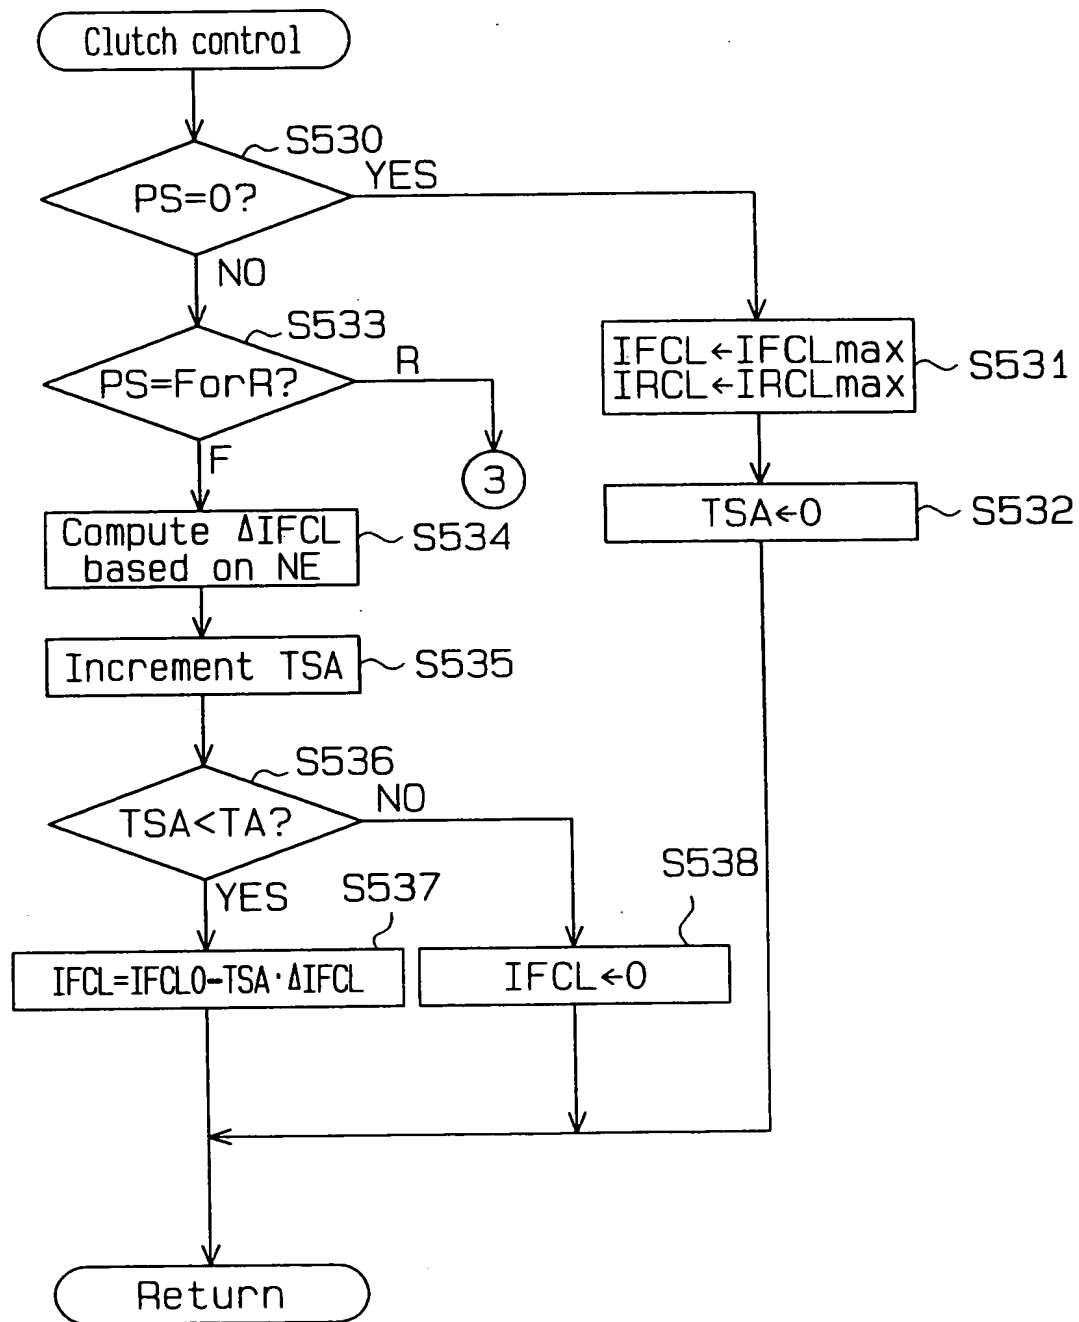 Clutch control
S530
PS=0?
YES
NO
S533
PS=ForR?
R
F
3
IFCL←IFCLmax
IRCL←IRCLmax
S531
TSA←0
S532
Compute ΔIFCL
based on NE
S534
Increment TSA
S535
S536
TSA<TA?
NO
YES
S537
IFCL=IFCL0-TSA·ΔIFCL
S538
IFCL←0
Return